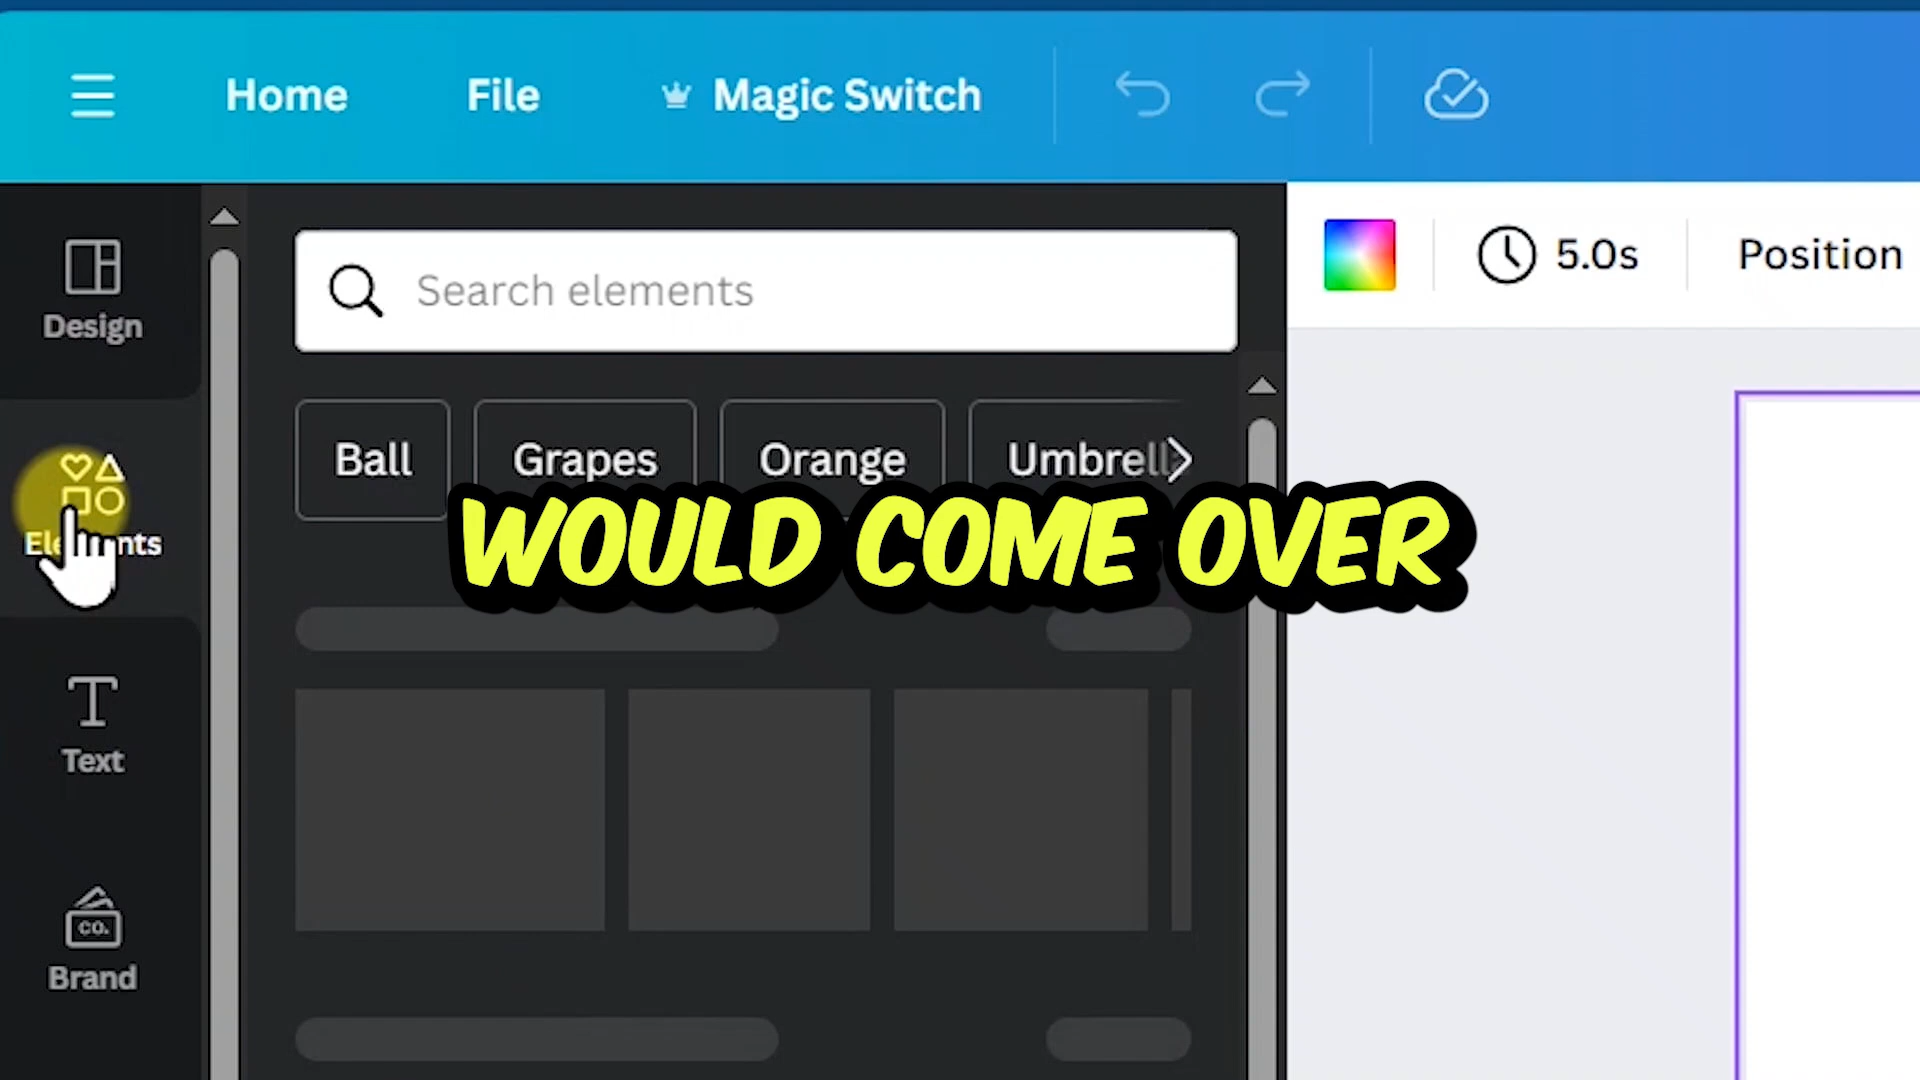 Home File Magic Switch
5.0s Position
Search elements
Design
Ball Grapes Orange
WOULD COME OVER
Text
CO.
Brand